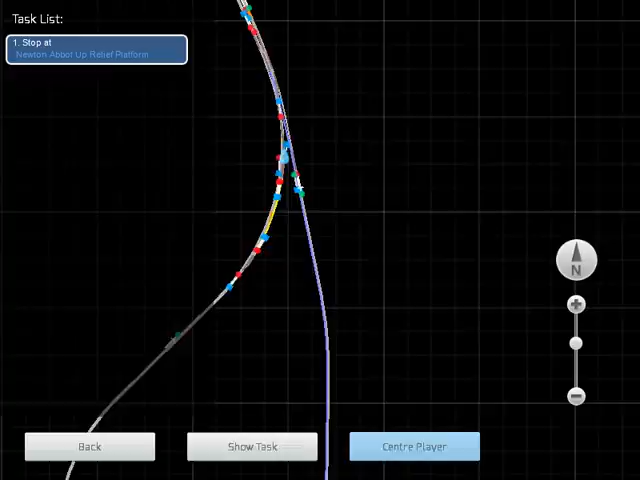 Task List:
1. Stop at
Newton Abbot Up Relief Platform
N
Back
Show Task
Centre Player